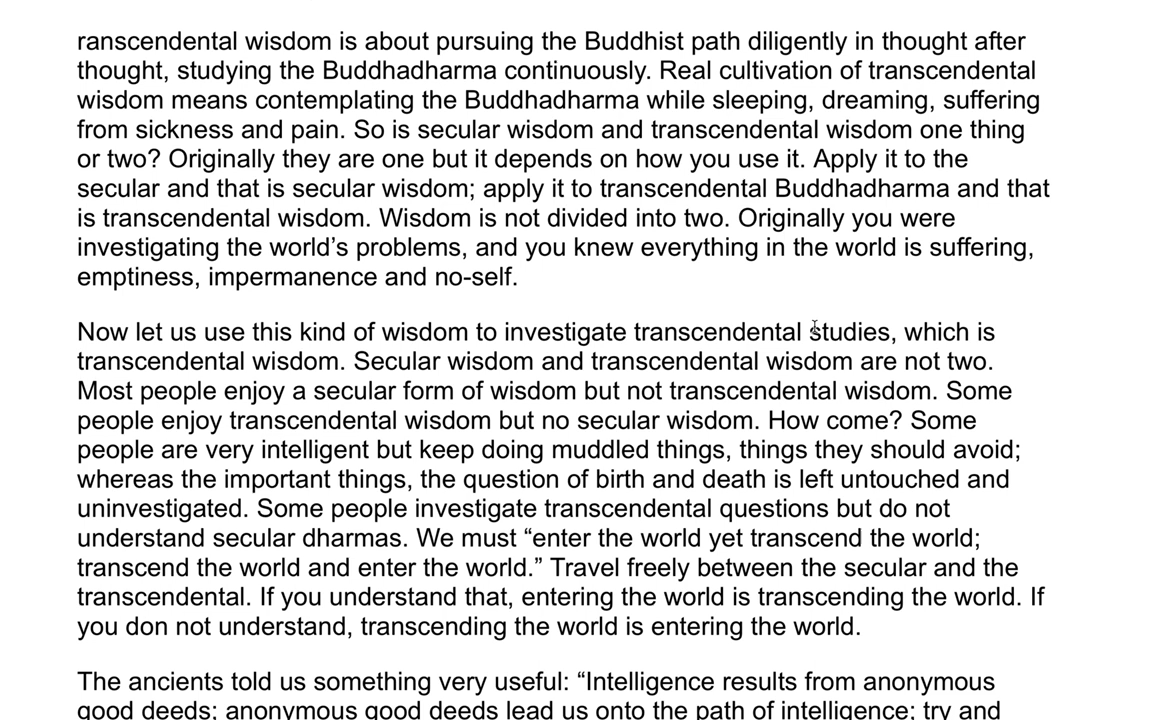 ranscendental wisdom is about pursuing the Buddhist path diligently in thought after
thought, studying the Buddhadharma continuously. Real cultivation of transcendental
wisdom means contemplating the Buddhadharma while sleeping, dreaming, suffering
from sickness and pain. So is secular wisdom and transcendental wisdom one thing
or two? Originally they are one but it depends on how you use it. Apply it to the
secular and that is secular wisdom; apply it to transcendental Buddhadharma and that
is transcendental wisdom. Wisdom is not divided into two. Originally you were
investigating the world’s problems, and you knew everything in the world is suffering,
emptiness, impermanence and no-self.
Now let us use this kind of wisdom to investigate transcendental studies, which is
transcendental wisdom. Secular wisdom and transcendental wisdom are not two.
Most people enjoy a secular form of wisdom but not transcendental wisdom. Some
people enjoy transcendental wisdom but no secular wisdom. How come? Some
people are very intelligent but keep doing muddled things, things they should avoid;
whereas the important things, the question of birth and death is left untouched and
uninvestigated. Some people investigate transcendental questions but do not
understand secular dharmas. We must “enter the world yet transcend the world;
transcend the world and enter the world.” Travel freely between the secular and the
transcendental. If you understand that, entering the world is transcending the world. If
you don not understand, transcending the world is entering the world.
The ancients told us something very useful: “Intelligence results from anonymous
good deeds; anonymous good deeds lead us onto the path of intelligence; try and